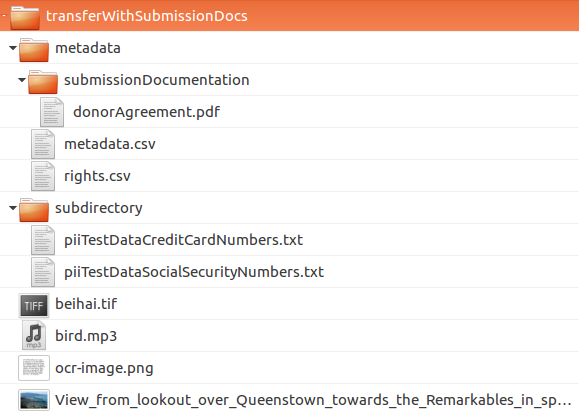 transferWithSubmissionDocs
metadata
submissionDocumentation
donorAgreement.pdf
metadata.csv
rights.csv
subdirectory
piiTestDataCreditCardNumbers.txt
piiTestDataSocialSecurityNumbers.txt
TIFF
beihai.tif
mp3
bird.mp3
ocr-image.png
View_from_lookout_over_Queenstown_towards_the_Remarkables_in_sp...